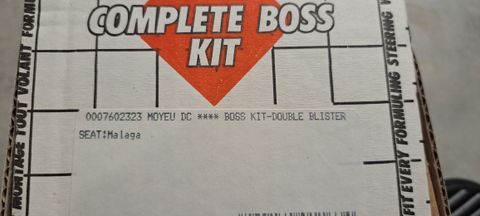 COMPLETE BOSS
KIT
0007602323 MOYEU DC **** BOSS KIT-DOUBLE BLISTER
SEAT:Malaga
MONTAGE TOUT VOLANT FORMU
FIT EVERY FORMULING STEERING